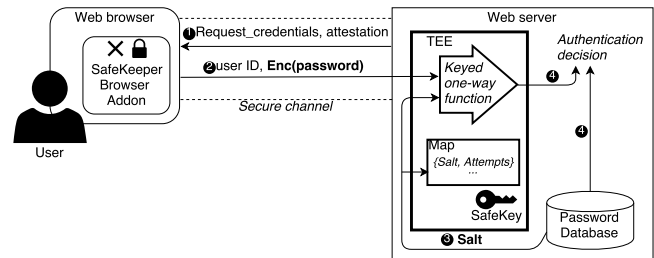 Web browser
SafeKeeper
Browser
Addon
User
1 Request_credentials, attestation
2 user ID, Enc(password)
Secure channel
Web server
TEE
Keyed
one-way
function
Map
{Salt, Attempts}
...
SafeKey
3 Salt
4
Authentication
decision
4
Password
Database